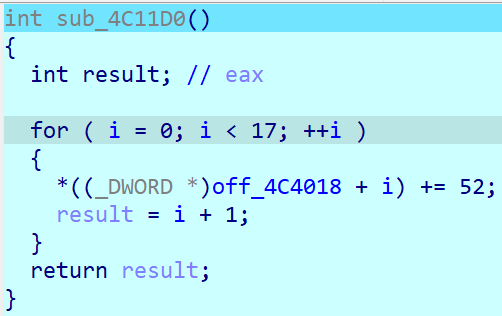 int sub_4C11D0()
{
  int result; // eax

  for ( i = 0; i < 17; ++i )
  {
    *((_DWORD *)off_4C4018 + i) += 52;
    result = i + 1;
  }
  return result;
}